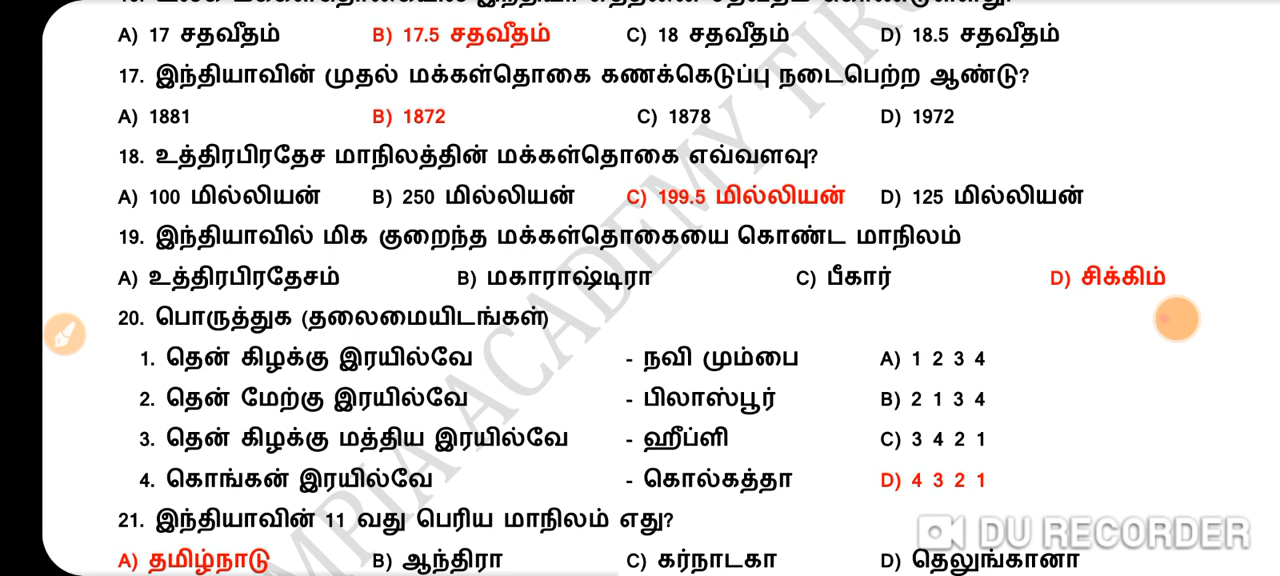 A) 17 சதவீதம் B) 17.5 சதவீதம் C) 18 சதவீதம் D) 18.5 சதவீதம்
17. இந்தியாவின் முதல் மக்கள்தொகை கணக்கெடுப்பு நடைபெற்ற ஆண்டு?
A) 1881 B) 1872 C) 1878 D) 1972
18. உத்திரபிரதேச மாநிலத்தின் மக்கள்தொகை எவ்வளவு?
A) 100 மில்லியன் B) 250 மில்லியன் C) 199.5 மில்லியன் D) 125 மில்லியன்
19. இந்தியாவில் மிக குறைந்த மக்கள்தொகையை கொண்ட மாநிலம்
A) உத்திரபிரதேசம் B) மகாராஷ்டிரா C) பீகார் D) சிக்கிம்
20. பொருத்துக (தலைமையிடங்கள்)
1. தென் கிழக்கு இரயில்வே - நவி மும்பை A) 1 2 3 4
2. தென் மேற்கு இரயில்வே - பிலாஸ்பூர் B) 2 1 3 4
3. தென் கிழக்கு மத்திய இரயில்வே - ஹீப்ளி C) 3 4 2 1
4. கொங்கன் இரயில்வே - கொல்கத்தா D) 4 3 2 1
21. இந்தியாவின் 11 வது பெரிய மாநிலம் எது?
A) தமிழ்நாடு B) ஆந்திரா C) கர்நாடகா D) தெலுங்கானா
ACADEMY
DU RECORDER